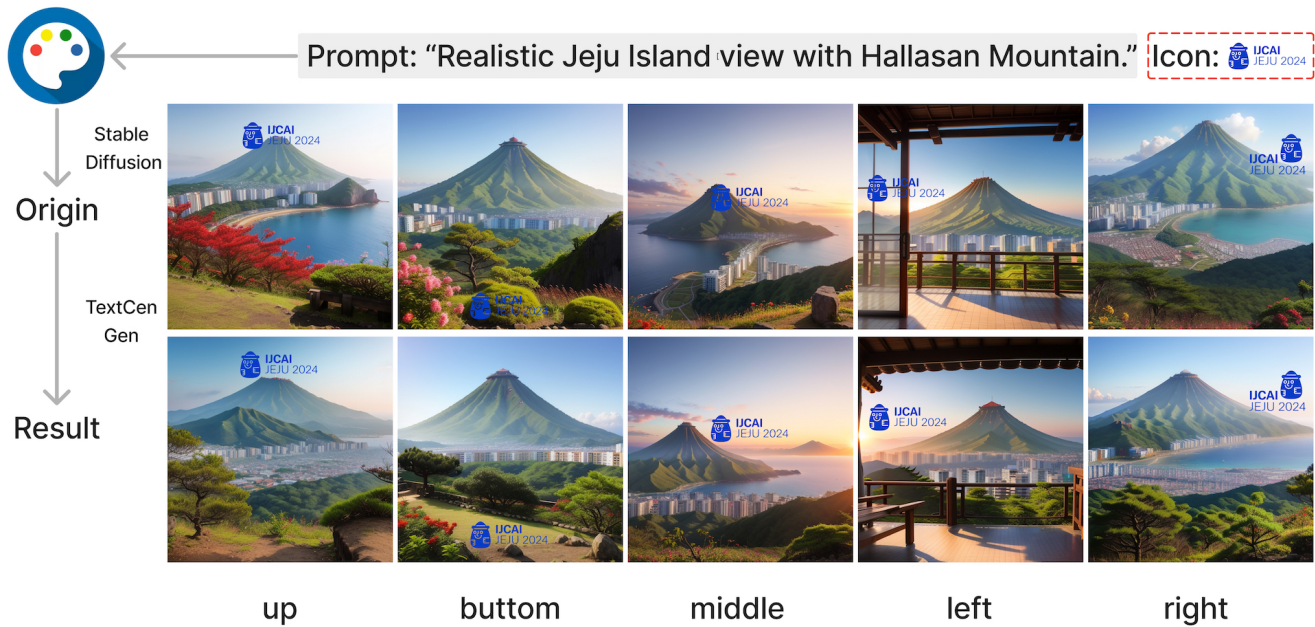 Prompt: “Realistic Jeju Island view with Hallasan Mountain.”
Icon: IJCAI
JEJU 2024
Stable
Diffusion
Origin
TextCen
Gen
Result
IJCAI
JEJU 2024
IJCAI
JEJU 2024
IJCAI
JEJU 2024
IJCAI
JEJU 2024
IJCAI
JEJU 2024
IJCAI
JEJU 2024
IJCAI
JEJU 2024
IJCAI
JEJU 2024
IJCAI
JEJU 2024
IJCAI
JEJU 2024
up
buttom
middle
left
right